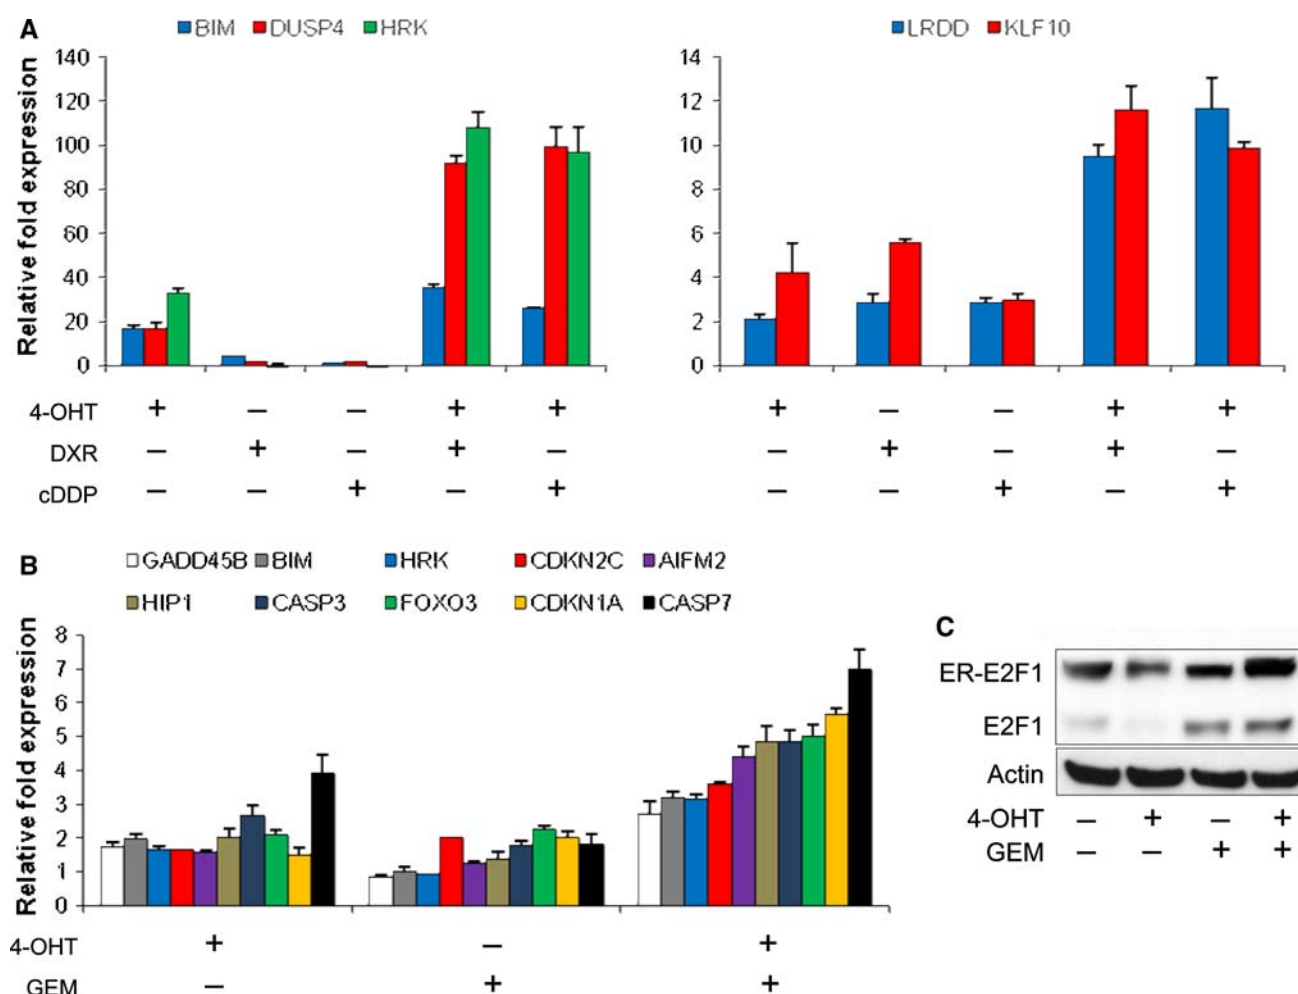 A
BIM DUSP4 HRK
LRDD KLF10
Relative fold expression
140
120
100
80
60
40
20
0
14
12
10
8
6
4
2
0
4-OHT + – – + + + – – + +
DXR – + – + – – + – + –
cDDP – – + – + – – + – +
B
GADD45B BIM HRK CDKN2C AIFM2
HIP1 CASP3 FOXO3 CDKN1A CASP7
Relative fold expression
8
7
6
5
4
3
2
1
0
4-OHT + – +
GEM – + +
C
ER-E2F1
E2F1
Actin
4-OHT – + – +
GEM – – + +